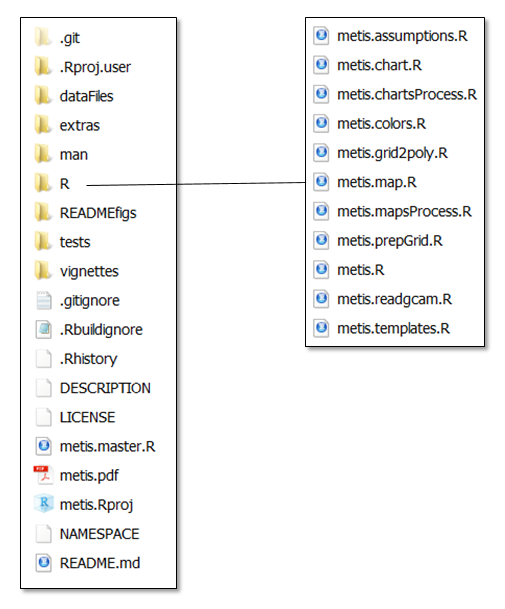 .git
.Rproj.user
dataFiles
extras
man
R
READMEfigs
tests
vignettes
.gitignore
.Rbuildignore
.Rhistory
DESCRIPTION
LICENSE
metis.master.R
metis.pdf
metis.Rproj
NAMESPACE
README.md
metis.assumptions.R
metis.chart.R
metis.chartsProcess.R
metis.colors.R
metis.grid2poly.R
metis.map.R
metis.mapsProcess.R
metis.prepGrid.R
metis.R
metis.readgcam.R
metis.templates.R